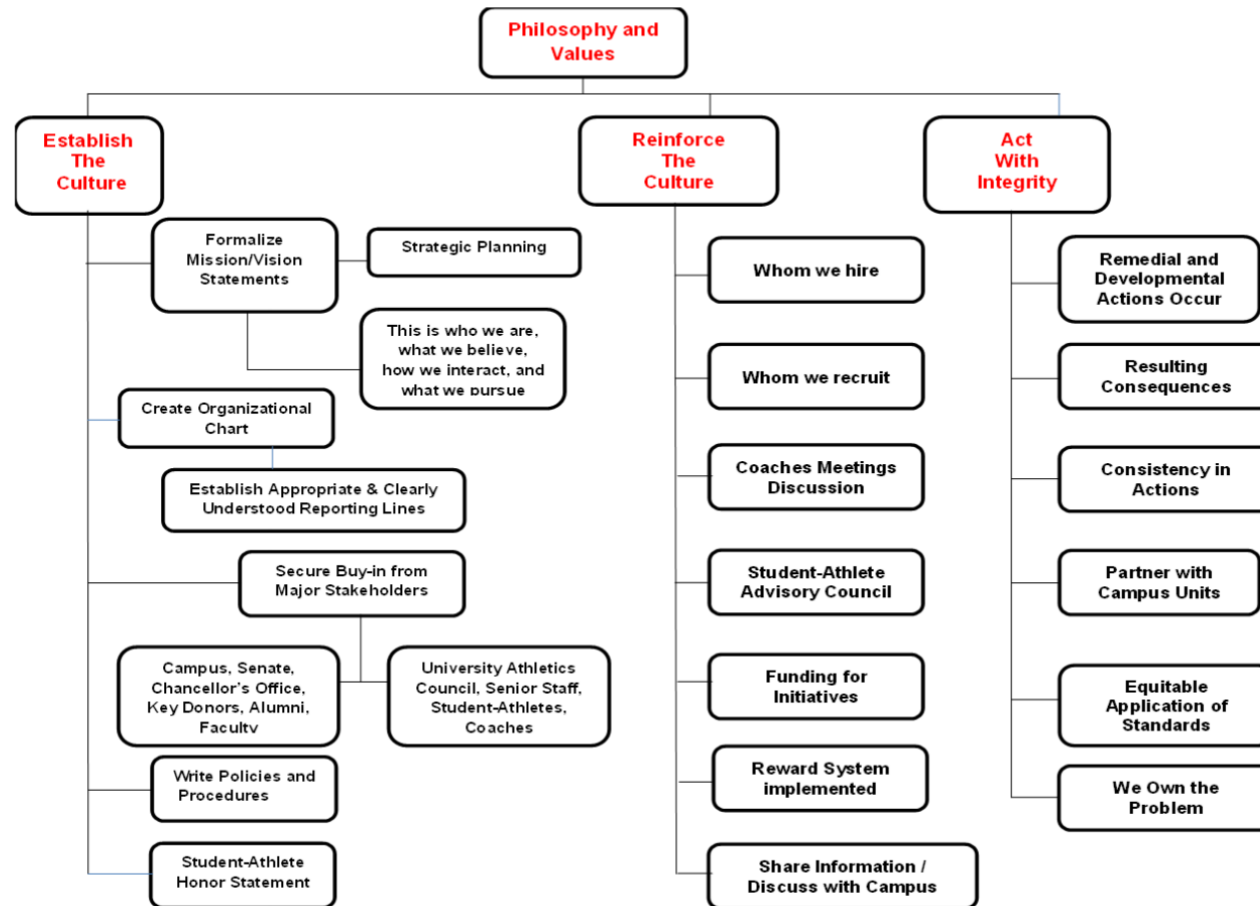 Philosophy and
Values
Establish
The
Culture
Formalize
Mission/Vision
Statements
Strategic Planning
This is who we are,
what we believe,
how we interact, and
what we pursue
Create Organizational
Chart
Establish Appropriate & Clearly
Understood Reporting Lines
Secure Buy-in from
Major Stakeholders
Campus, Senate,
Chancellor's Office,
Key Donors, Alumni,
Faculty
University Athletics
Council, Senior Staff,
Student-Athletes,
Coaches
Write Policies and
Procedures
Student-Athlete
Honor Statement
Reinforce
The
Culture
Whom we hire
Whom we recruit
Coaches Meetings
Discussion
Student-Athlete
Advisory Council
Funding for
Initiatives
Reward System
implemented
Share Information /
Discuss with Campus
Act
With
Integrity
Remedial and
Developmental
Actions Occur
Resulting
Consequences
Consistency in
Actions
Partner with
Campus Units
Equitable
Application of
Standards
We Own the
Problem